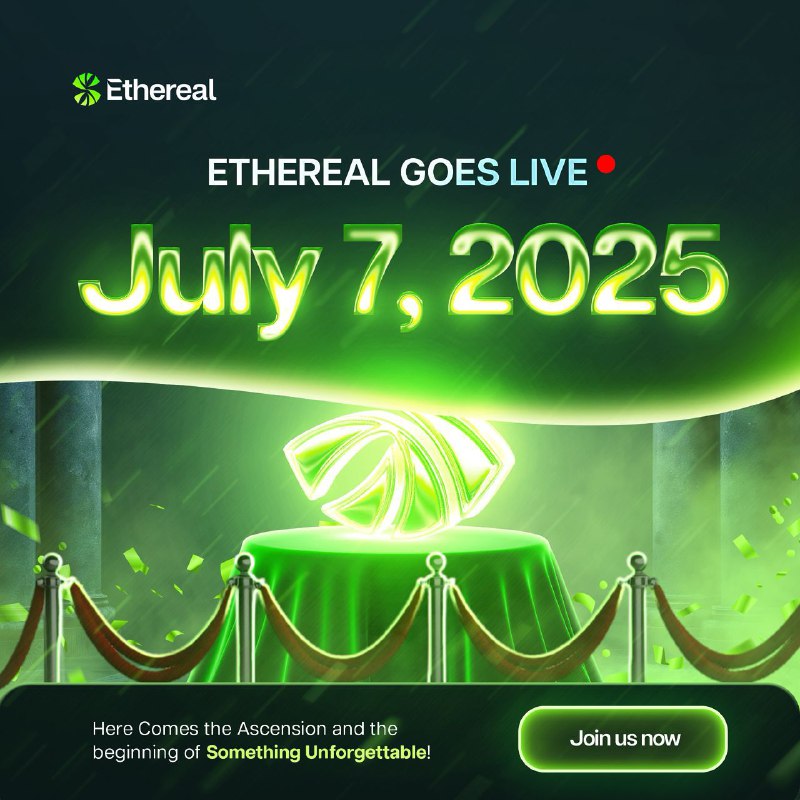 Ethereal
ETHEREAL GOES LIVE
July 7, 2025
Here Comes the Ascension and the
beginning of Something Unforgettable!
Join us now